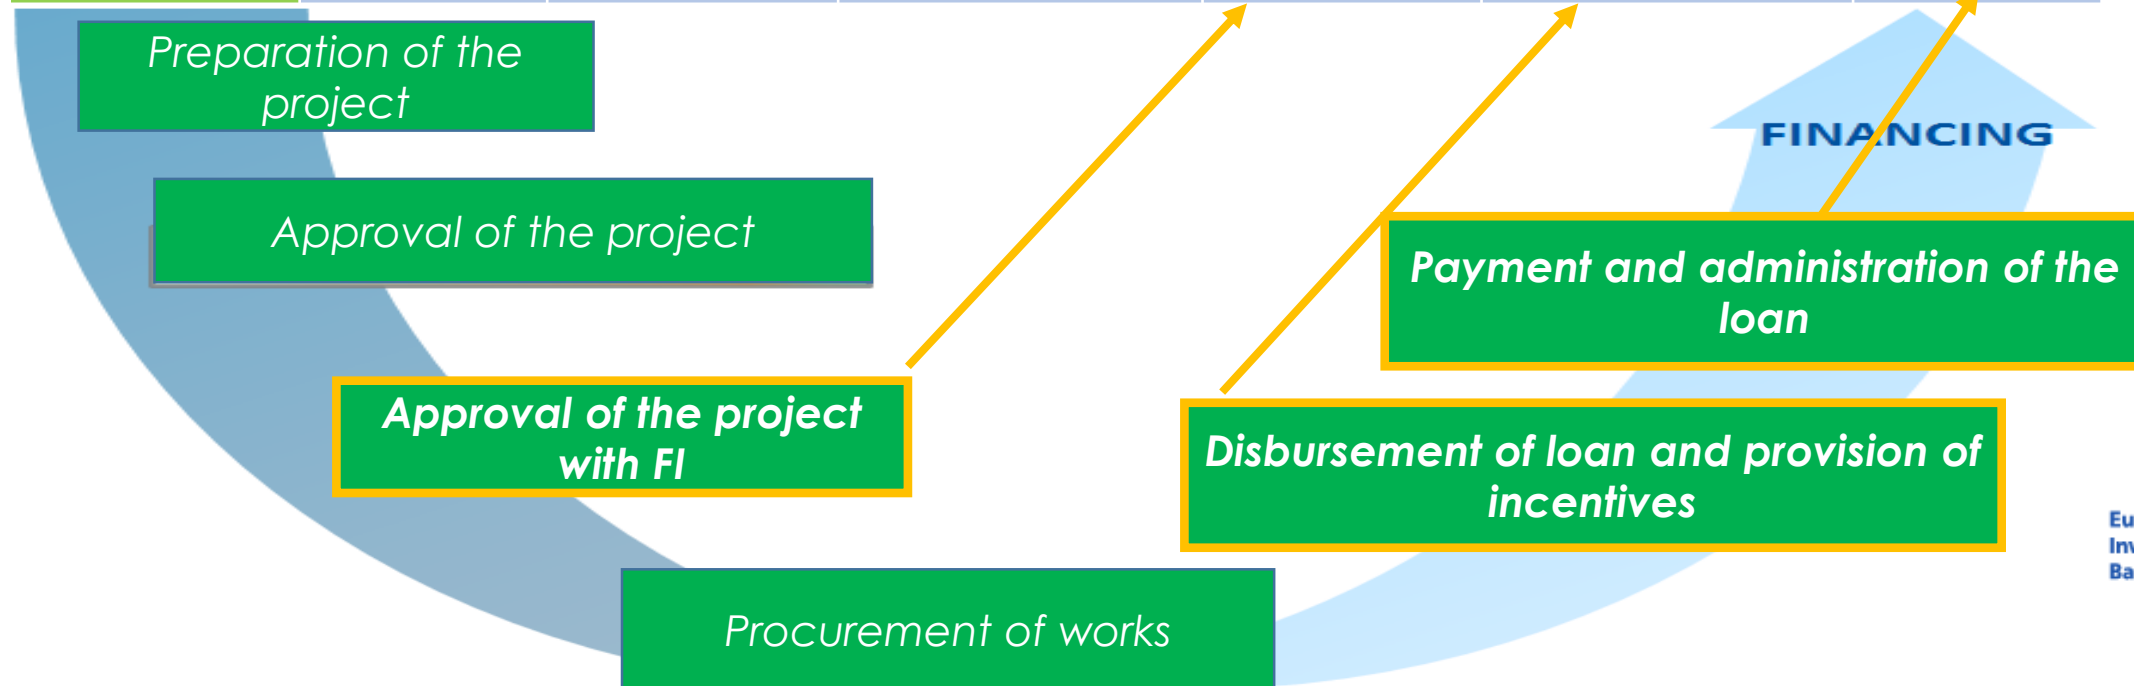 Preparation of the
project
FINANCING
Approval of the project
Payment and administration of the
loan
Approval of the project
with FI
Disbursement of loan and provision of
incentives
Procurement of works